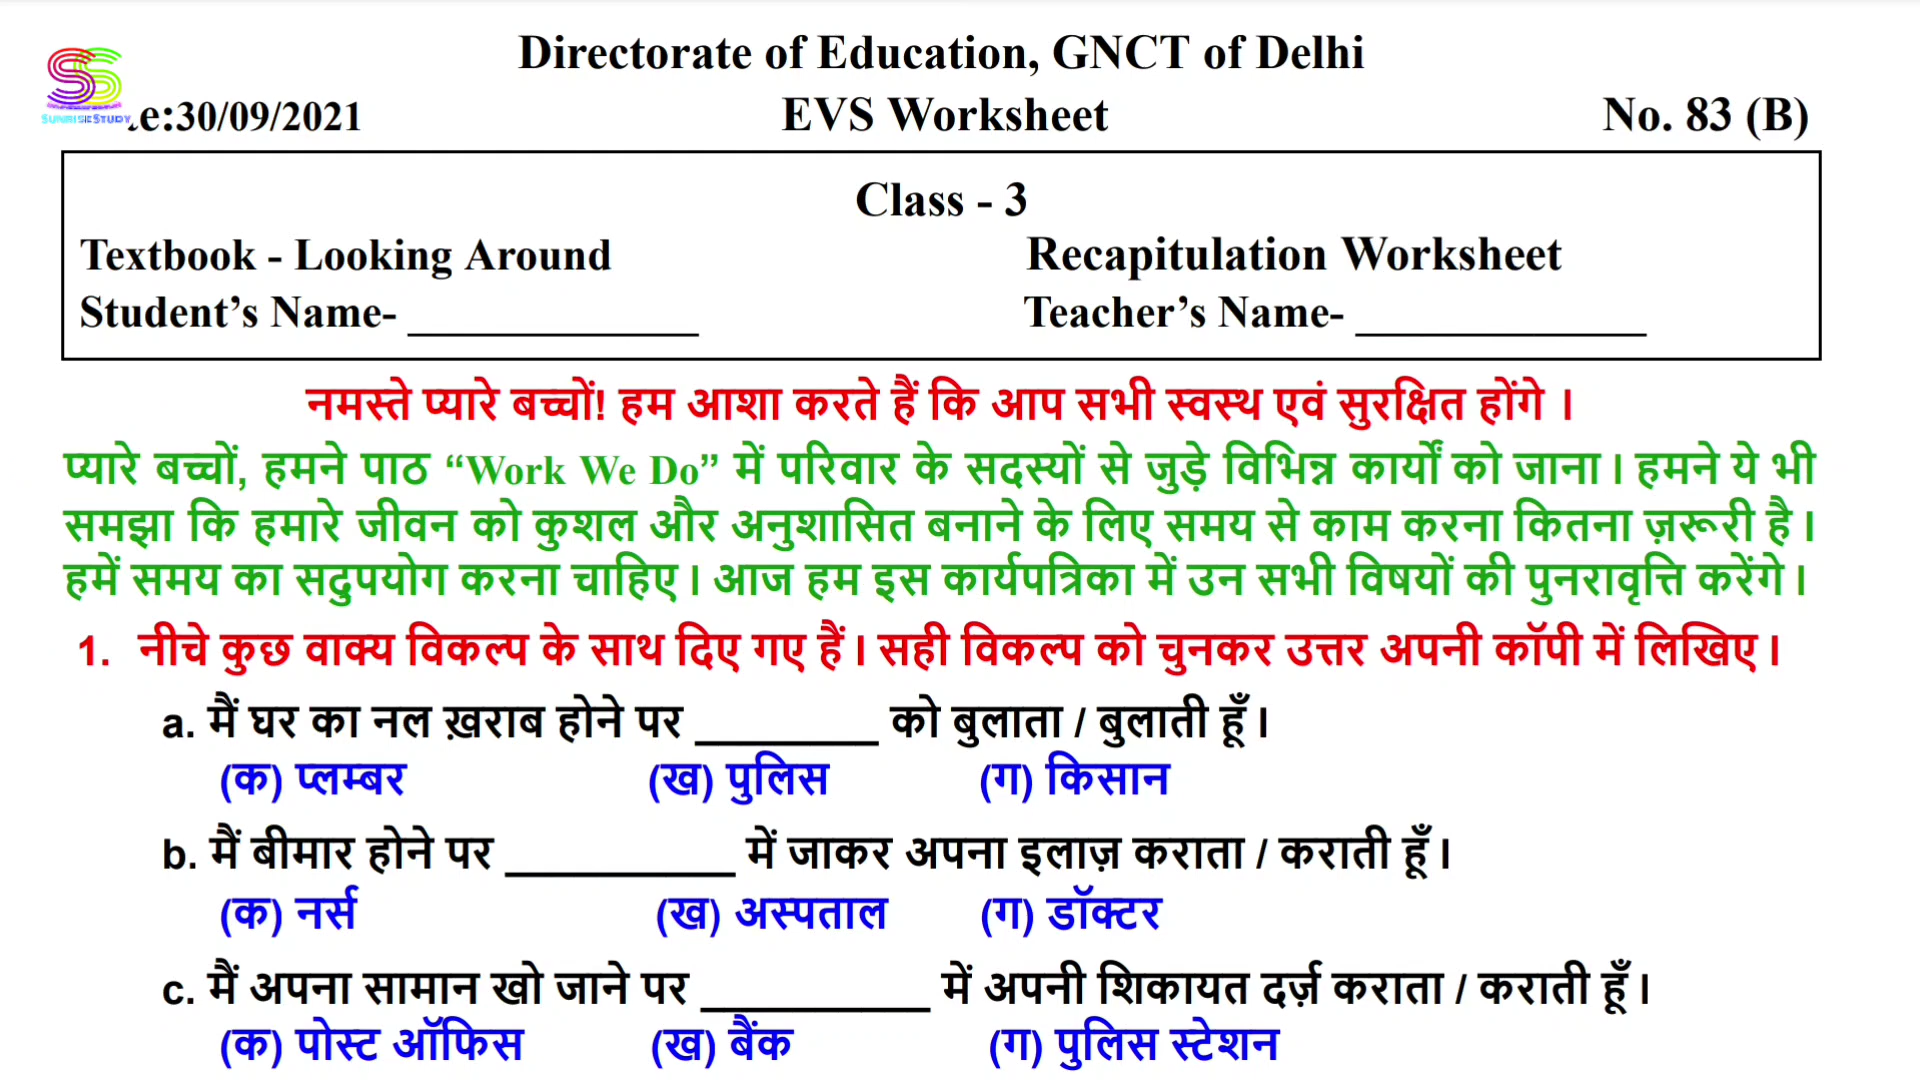 Directorate of Education, GNCT of Delhi
SUNRISE STUDY
e:30/09/2021 EVS Worksheet No. 83 (B)
Class - 3
Textbook - Looking Around Recapitulation Worksheet
Student’s Name- ____________ Teacher’s Name- ____________
नमस्ते प्यारे बच्चों! हम आशा करते हैं कि आप सभी स्वस्थ एवं सुरक्षित होंगे ।
प्यारे बच्चों, हमने पाठ “Work We Do” में परिवार के सदस्यों से जुड़े विभिन्न कार्यों को जाना । हमने ये भी
समझा कि हमारे जीवन को कुशल और अनुशासित बनाने के लिए समय से काम करना कितना ज़रूरी है ।
हमें समय का सदुपयोग करना चाहिए । आज हम इस कार्यपत्रिका में उन सभी विषयों की पुनरावृत्ति करेंगे ।
1. नीचे कुछ वाक्य विकल्प के साथ दिए गए हैं । सही विकल्प को चुनकर उत्तर अपनी कॉपी में लिखिए ।
a. मैं घर का नल ख़राब होने पर ________ को बुलाता / बुलाती हूँ ।
(क) प्लम्बर (ख) पुलिस (ग) किसान
b. मैं बीमार होने पर __________ में जाकर अपना इलाज़ कराता / कराती हूँ ।
(क) नर्स (ख) अस्पताल (ग) डॉक्टर
c. मैं अपना सामान खो जाने पर __________ में अपनी शिकायत दर्ज़ कराता / कराती हूँ ।
(क) पोस्ट ऑफिस (ख) बैंक (ग) पुलिस स्टेशन